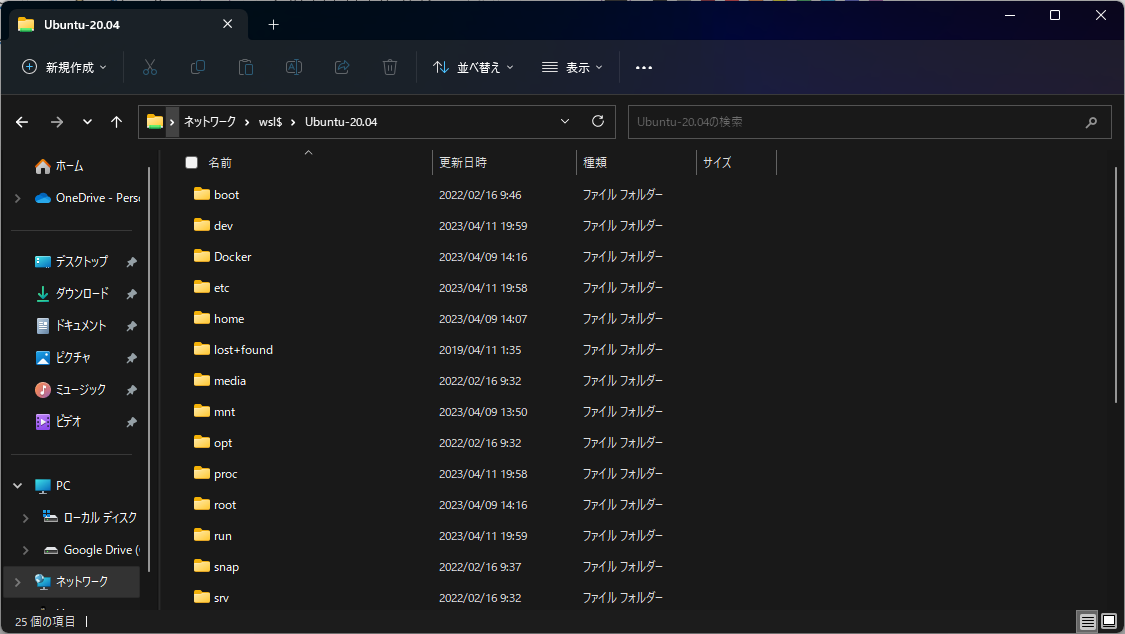 Ubuntu-20.04
新規作成
並べ替え
表示
ネットワーク
wsl$
Ubuntu-20.04
Ubuntu-20.04の検索
ホーム
OneDrive - Perso
デスクトップ
ダウンロード
ドキュメント
ピクチャ
ミュージック
ビデオ
PC
ローカル ディスク
Google Drive (
ネットワーク
名前 更新日時 種類 サイズ
boot 2022/02/16 9:46 ファイル フォルダー
dev 2023/04/11 19:59 ファイル フォルダー
Docker 2023/04/09 14:16 ファイル フォルダー
etc 2023/04/11 19:58 ファイル フォルダー
home 2023/04/09 14:07 ファイル フォルダー
lost+found 2019/04/11 1:35 ファイル フォルダー
media 2022/02/16 9:32 ファイル フォルダー
mnt 2023/04/09 13:50 ファイル フォルダー
opt 2022/02/16 9:32 ファイル フォルダー
proc 2023/04/11 19:58 ファイル フォルダー
root 2023/04/09 14:16 ファイル フォルダー
run 2023/04/11 19:59 ファイル フォルダー
snap 2022/02/16 9:37 ファイル フォルダー
srv 2022/02/16 9:32 ファイル フォルダー
25 個の項目